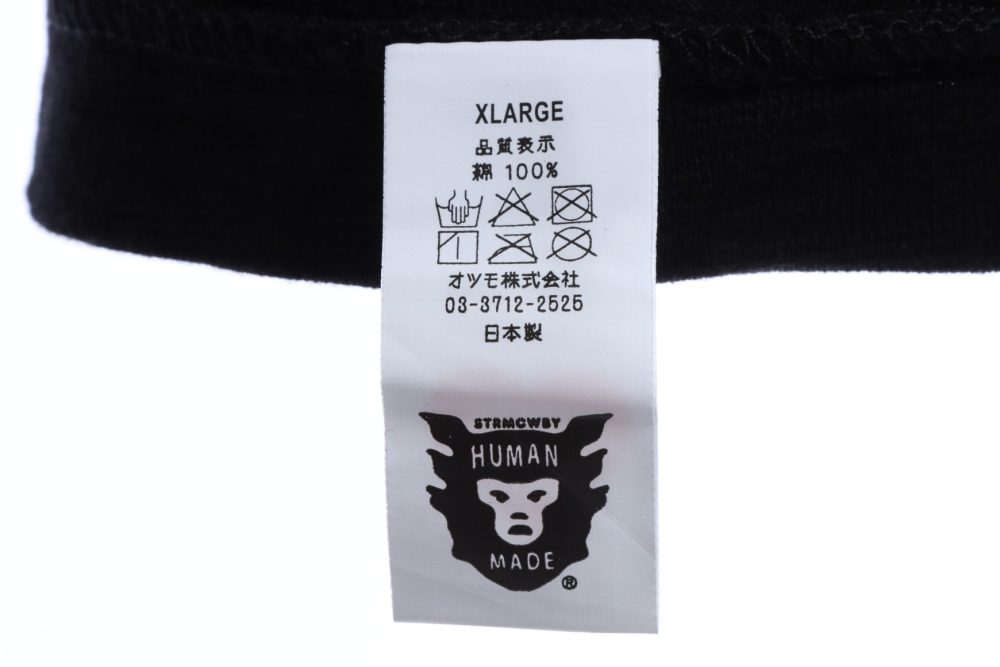 XLARGE
品質表示
綿 100%
オツモ株式会社
03-3712-2525
日本製
STRMCWBY
HUMAN
MADE
®